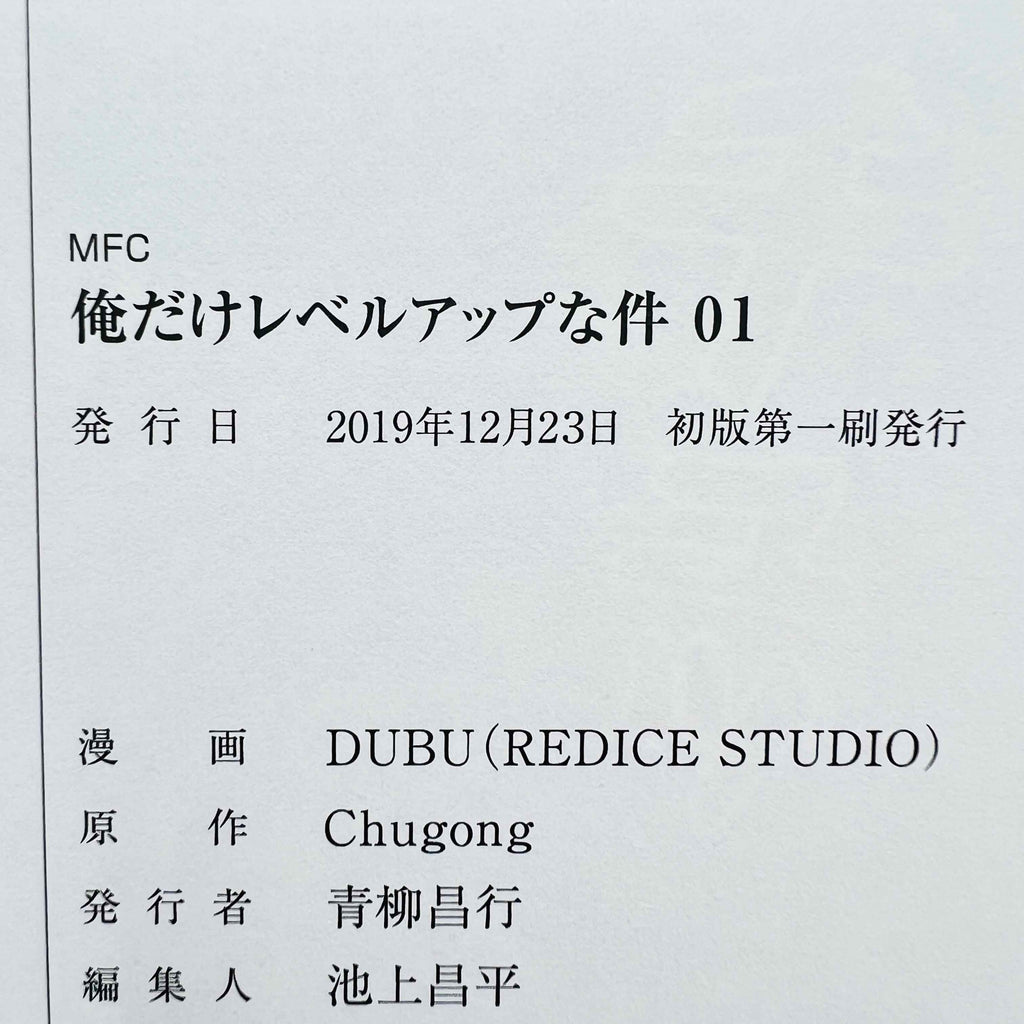 MFC
俺だけレベルアップな件 01
発行日 2019年12月23日 初版第一刷発行
漫画 DUBU（REDICE STUDIO）
原作 Chugong
発行者 青柳昌行
編集人 池上昌平